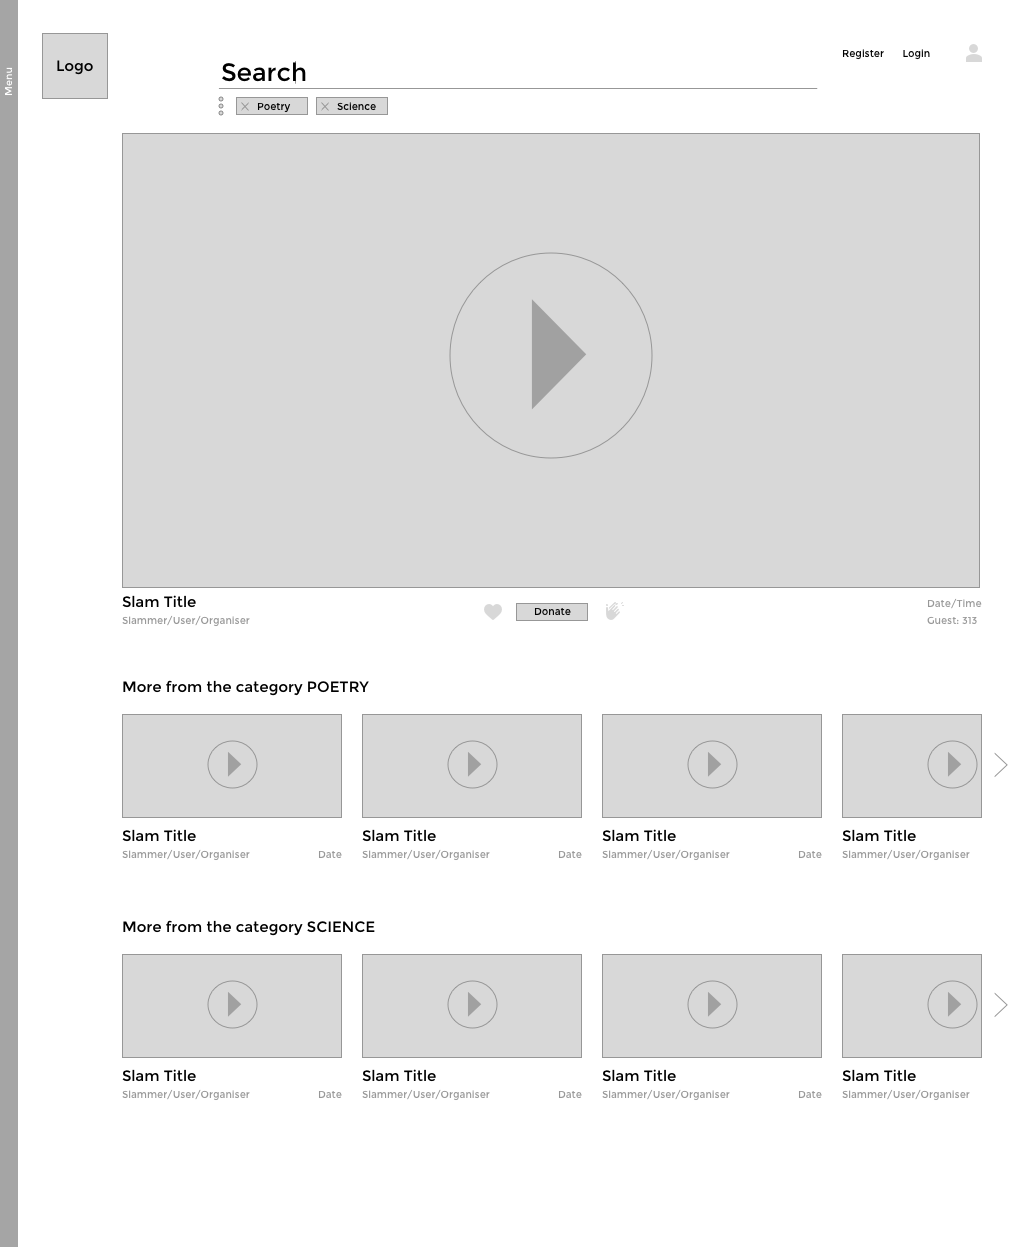 Menu
Logo
Register Login
Search
Poetry Science
Slam Title
Slammer/User/Organiser
Donate
Date/Time
Guest: 313
More from the category POETRY
Slam Title Slam Title Slam Title Slam Title
Slammer/User/Organiser Date Slammer/User/Organiser Date Slammer/User/Organiser Date Slammer/User/Organiser
More from the category SCIENCE
Slam Title Slam Title Slam Title Slam Title
Slammer/User/Organiser Date Slammer/User/Organiser Date Slammer/User/Organiser Date Slammer/User/Organiser